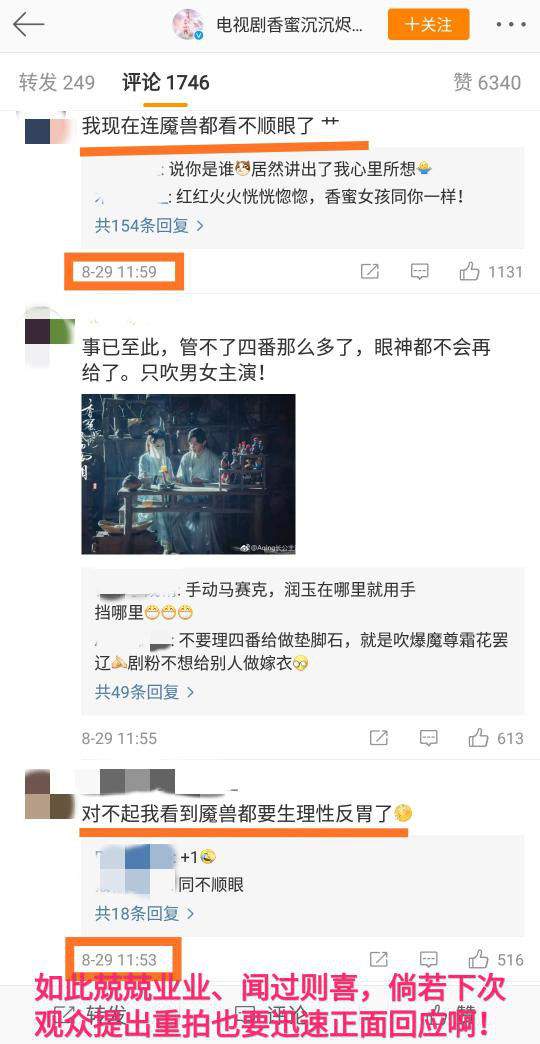 电视剧香蜜沉沉烬...
十关注
转发 249
评论 1746
赞 6340
我现在连魇兽都看不顺眼了 艹
: 说你是谁居然讲出了我心里所想
: 红红火火恍恍惚惚，香蜜女孩同你一样！
共154条回复 >
8-29 11:59
1131
事已至此，管不了四番那么多了，眼神都不会再
给了。只吹男女主演！
@Aqing长公主
: 手动马赛克，润玉在哪里就用手
挡哪里
: 不要理四番给做垫脚石，就是吹爆魔尊霜花罢
辽剧粉不想给别人做嫁衣
共49条回复 >
8-29 11:55
613
对不起我看到魇兽都要生理性反胃了
: +1
同不顺眼
共18条回复 >
8-29 11:53
516
如此兢兢业业、闻过则喜，倘若下次
转发
评论
赞
观众提出重拍也要迅速正面回应啊！